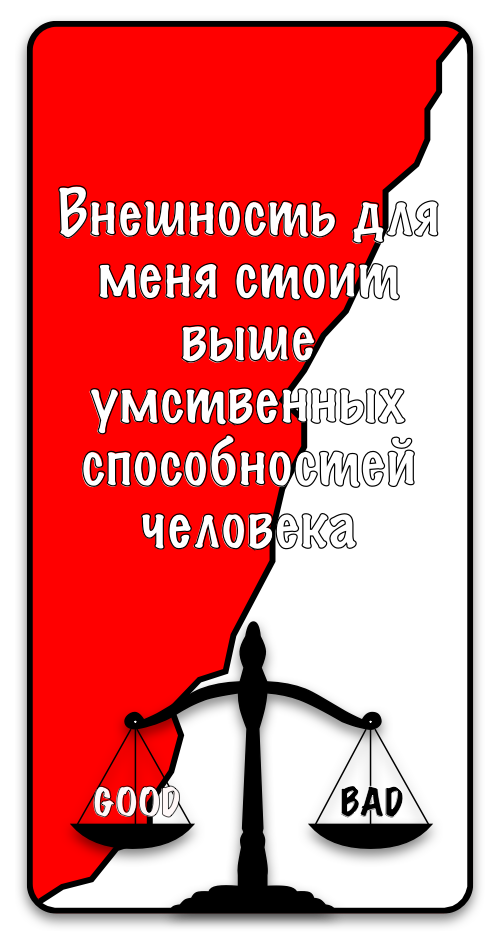 Внешность для
меня стоит
выше
умственных
способностей
человека
GOOD BAD